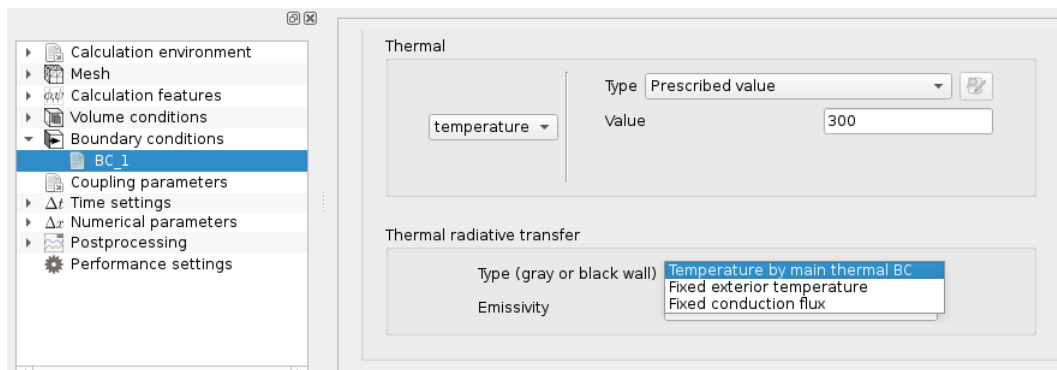 Calculation environment
Mesh
Calculation features
Volume conditions
Boundary conditions
BC_1
Coupling parameters
Δt Time settings
Δx Numerical parameters
Postprocessing
Performance settings
Thermal
temperature
Type Prescribed value
Value 300
Thermal radiative transfer
Type (gray or black wall) Temperature by main thermal BC
Fixed exterior temperature
Emissivity Fixed conduction flux